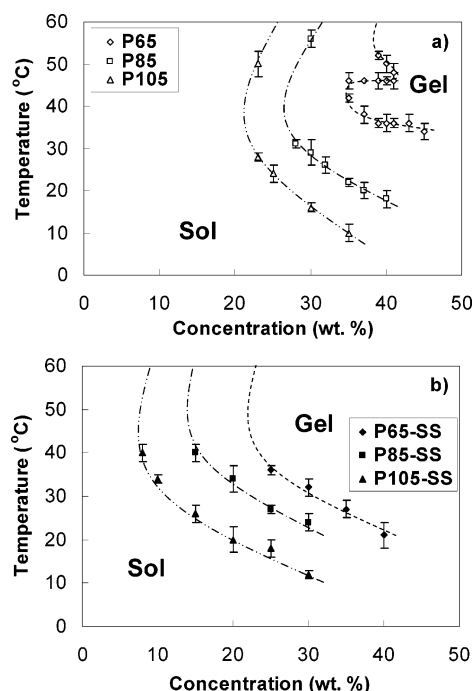 60
50
40
30
20
10
0
Temperature (°C)
P65
P85
P105
a)
Gel
Sol
0 10 20 30 40 50
Concentration (wt. %)
60
50
40
30
20
10
0
Temperature (°C)
b)
Gel
P65-SS
P85-SS
P105-SS
Sol
0 10 20 30 40 50
Concentration (wt. %)